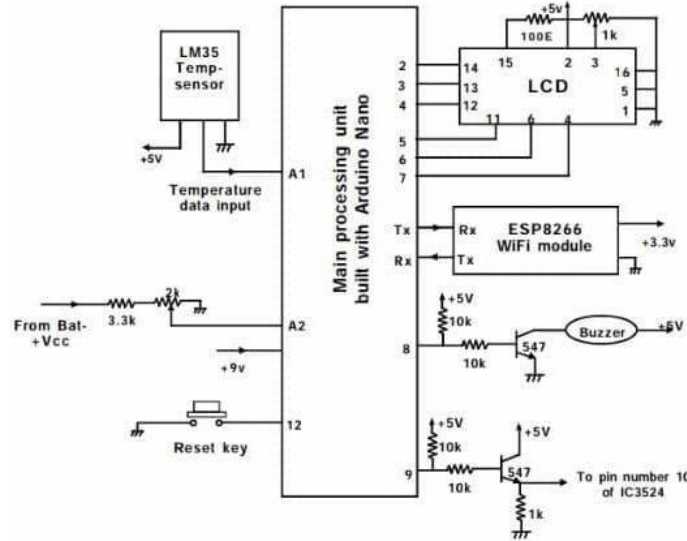 LM35
Temp-
sensor
+5V
Temperature
data input
A1
2k
3.3k
From Bat-
+Vcc
A2
+9v
Reset key
12
Main processing unit
built with Arduino Nano
+5v
100E
1k
15
2
3
LCD
2
14
3
13
4
12
16
5
1
11
6
4
5
6
7
Tx
Rx
Rx
Tx
ESP8266
WiFi module
+3.3v
+5V
10k
8
10k
547
Buzzer
+5V
+5V
10k
9
10k
+5V
547
1k
To pin number 10
of IC3524